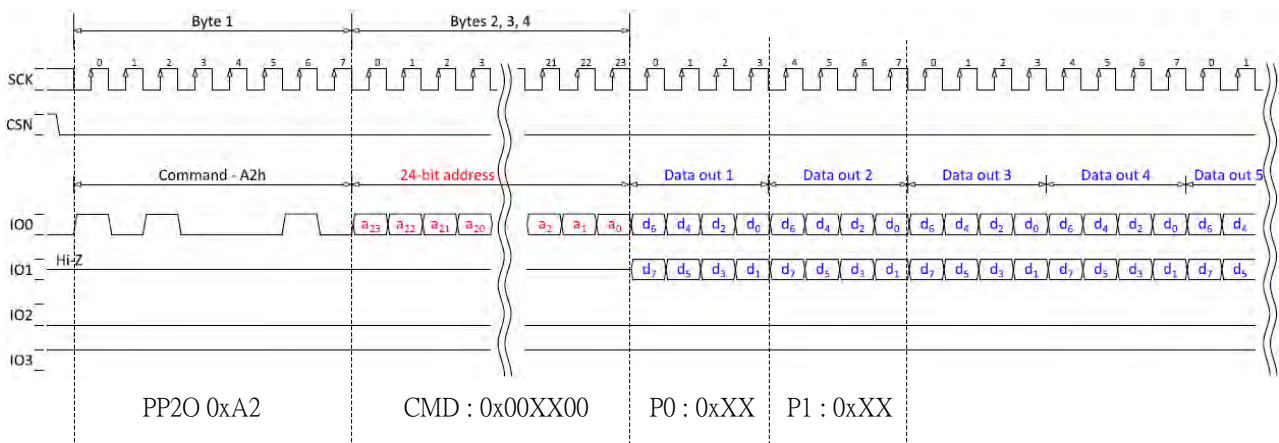 Byte 1 Bytes 2, 3, 4
0 1 2 3 4 5 6 7 0 1 2 3 21 22 23 0 1 2 3 4 5 6 7 0 1 2 3 4 5 6 7 0 1
SCK
CSN
Command - A2h 24-bit address Data out 1 Data out 2 Data out 3 Data out 4 Data out 5
IO0 a₂₃ a₂₂ a₂₁ a₂₀ a₂ a₁ a₀ d₆ d₄ d₂ d₀ d₆ d₄ d₂ d₀ d₆ d₄ d₂ d₀ d₆ d₄ d₂ d₀ d₆ d₄
IO1 Hi-Z d₇ d₅ d₃ d₁ d₇ d₅ d₃ d₁ d₇ d₅ d₃ d₁ d₇ d₅ d₃ d₁ d₇ d₅
IO2
IO3
PP2O 0xA2 CMD : 0x00XX00 P0 : 0xXX P1 : 0xXX